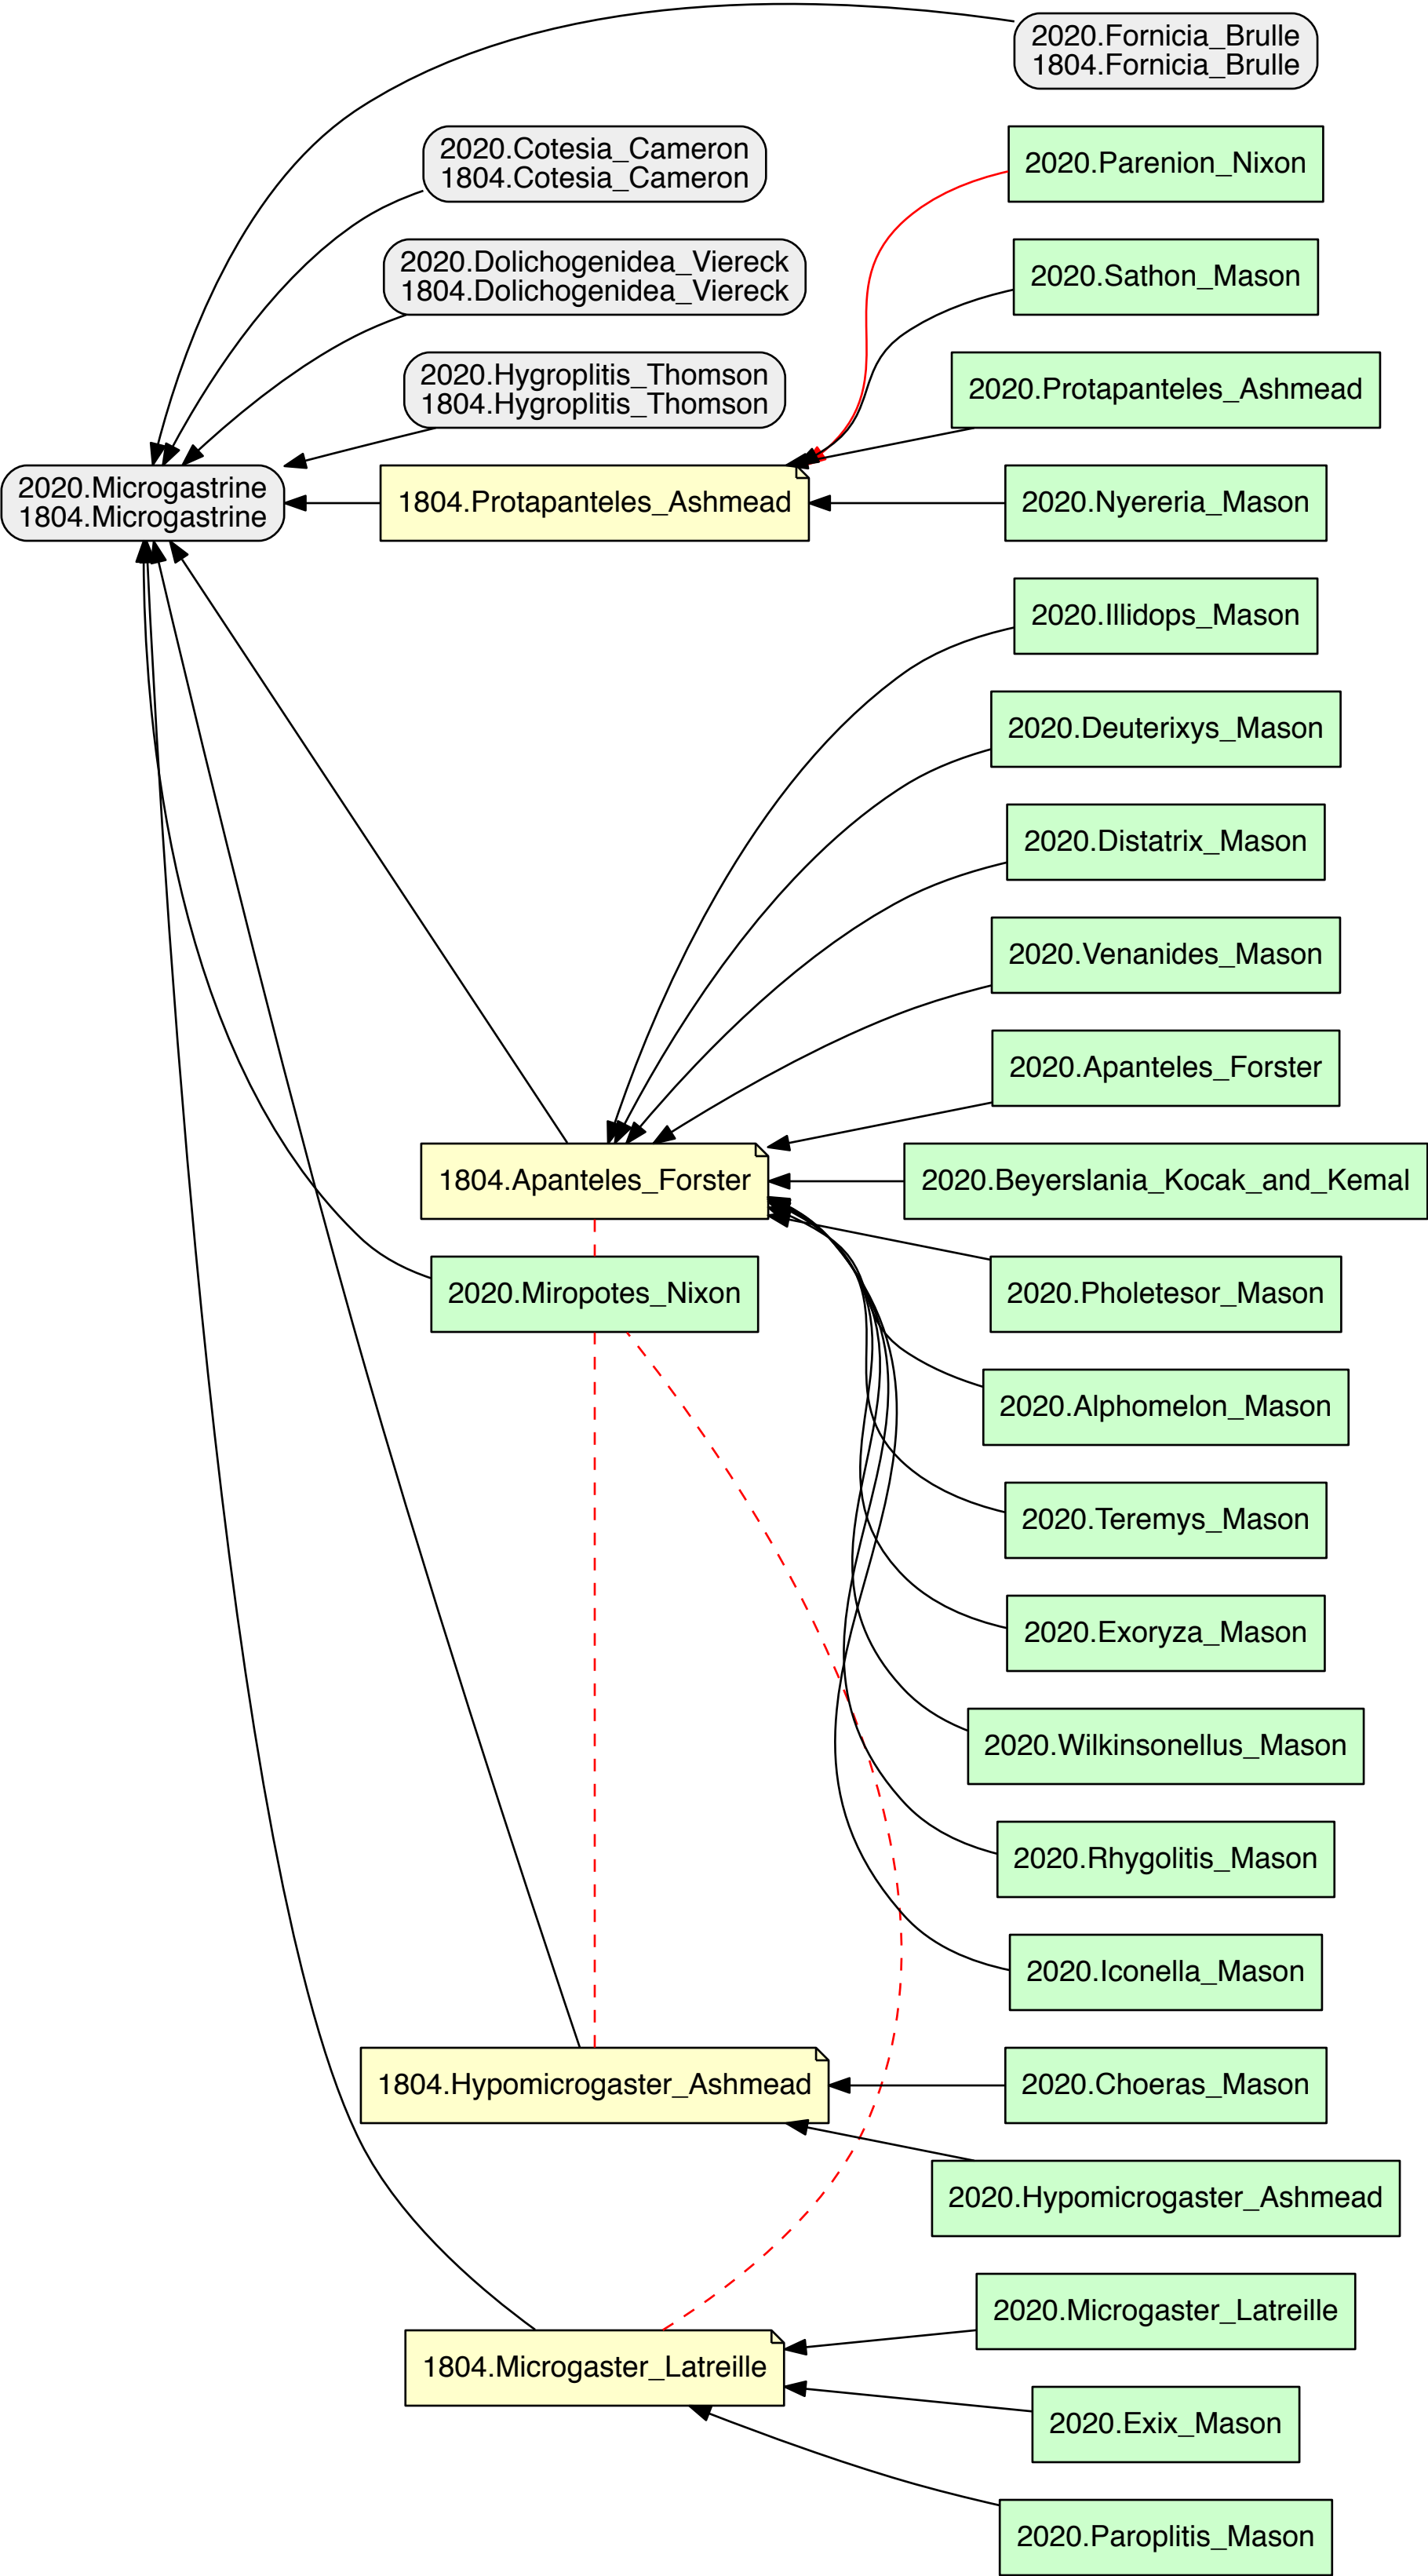 2020.Fornicia_Brulle
1804.Fornicia_Brulle
2020.Cotesia_Cameron
1804.Cotesia_Cameron
2020.Parenion_Nixon
2020.Dolichogenidea_Viereck
1804.Dolichogenidea_Viereck
2020.Sathon_Mason
2020.Hygroplitis_Thomson
1804.Hygroplitis_Thomson
2020.Protapanteles_Ashmead
2020.Microgastrine
1804.Microgastrine
1804.Protapanteles_Ashmead
2020.Nyereria_Mason
2020.Illidops_Mason
2020.Deuterixys_Mason
2020.Distatrix_Mason
2020.Venanides_Mason
2020.Apanteles_Forster
1804.Apanteles_Forster
2020.Beyerslania_Kocak_and_Kemal
2020.Miropotes_Nixon
2020.Pholetesor_Mason
2020.Alphomelon_Mason
2020.Teremys_Mason
2020.Exoryza_Mason
2020.Wilkinsonellus_Mason
2020.Rhygolitis_Mason
2020.Iconella_Mason
1804.Hypomicrogaster_Ashmead
2020.Choeras_Mason
2020.Hypomicrogaster_Ashmead
2020.Microgaster_Latreille
1804.Microgaster_Latreille
2020.Exix_Mason
2020.Paroplitis_Mason